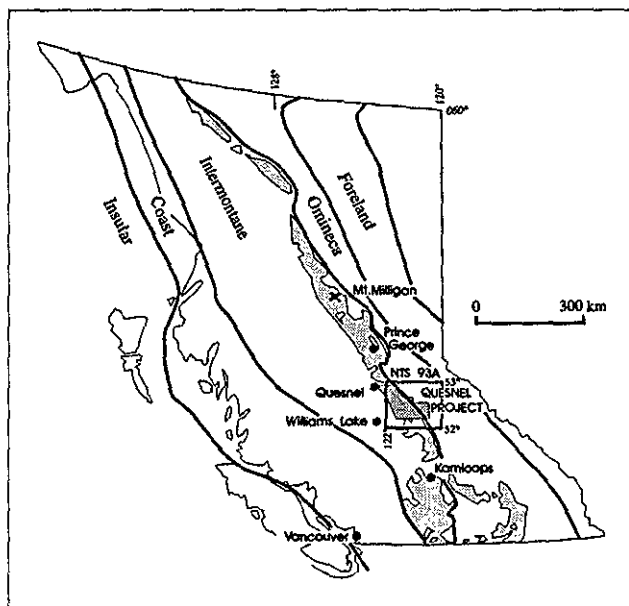 128°
120°
060°
Insular
Coast
Intermontane
Omineca
Foreland
Mt.Milligan
0 300 km
Prince
George
NTS 93A
53°
Quesnel
QUESNEL
PROJECT
Williams Lake
122°
52°
Kamloops
Vancouver